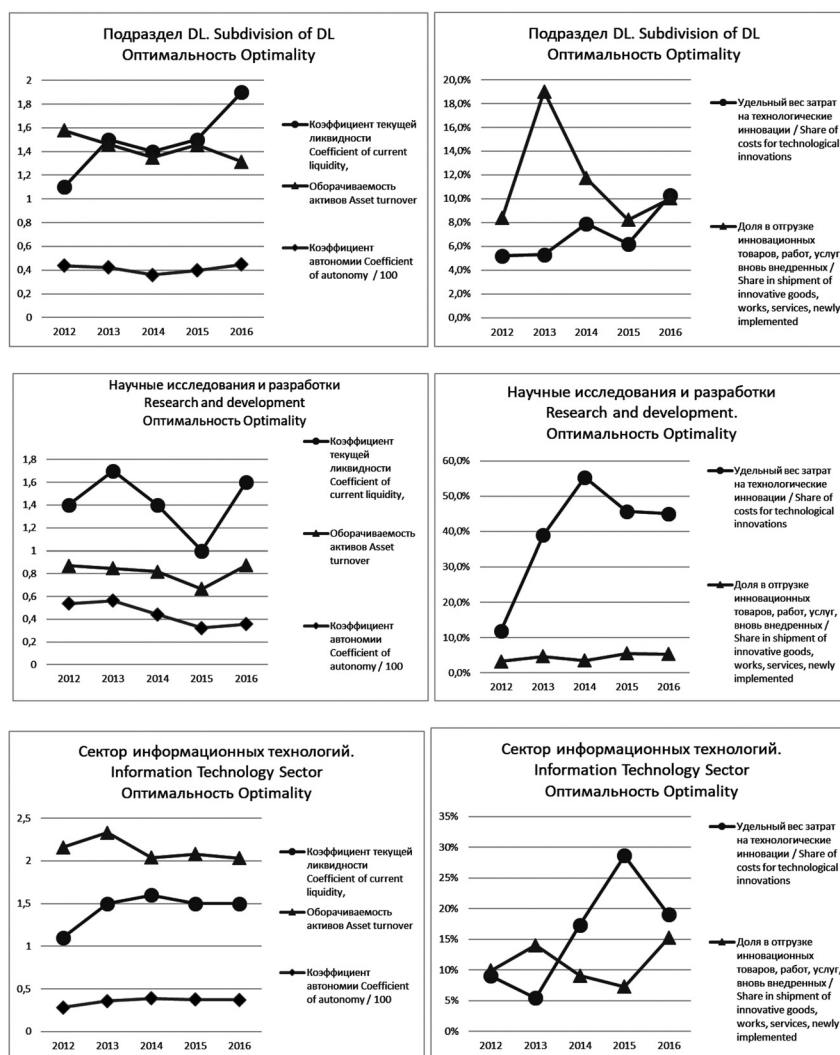 Подраздел DL. Subdivision of DL
Оптимальность Optimality
2
1,8
1,6
1,4
1,2
1
0,8
0,6
0,4
0,2
0
2012 2013 2014 2015 2016
Коэффициент текущей
ликвидности
Coefficient of current
liquidity,
Оборачиваемость
активов Asset turnover
Коэффициент
автономии Coefficient
of autonomy / 100
Подраздел DL. Subdivision of DL
Оптимальность Optimality
20,0%
18,0%
16,0%
14,0%
12,0%
10,0%
8,0%
6,0%
4,0%
2,0%
0,0%
2012 2013 2014 2015 2016
Удельный вес затрат
на технологические
инновации / Share of
costs for technological
innovations
Доля в отгрузке
инновационных
товаров, работ, услуг,
вновь внедренных /
Share in shipment of
innovative goods,
works, services, newly
implemented
Научные исследования и разработки
Research and development
Оптимальность Optimality
1,8
1,6
1,4
1,2
1
0,8
0,6
0,4
0,2
0
2012 2013 2014 2015 2016
Коэффициент
текущей
ликвидности
Coefficient of
current liquidity,
Оборачиваемость
активов Asset
turnover
Коэффициент
автономии
Coefficient of
autonomy / 100
Научные исследования и разработки
Research and development.
Оптимальность Optimality
60,0%
50,0%
40,0%
30,0%
20,0%
10,0%
0,0%
2012 2013 2014 2015 2016
Удельный вес затрат
на технологические
инновации / Share of
costs for technological
innovations
Доля в отгрузке
инновационных
товаров, работ, услуг,
вновь внедренных /
Share in shipment of
innovative goods,
works, services, newly
implemented
Сектор информационных технологий.
Information Technology Sector
Оптимальность Optimality
2,5
2
1,5
1
0,5
0
2012 2013 2014 2015 2016
Коэффициент текущей
ликвидности
Coefficient of current
liquidity,
Оборачиваемость
активов Asset turnover
Коэффициент
автономии Coefficient
of autonomy / 100
Сектор информационных технологий.
Information Technology Sector
Оптимальность Optimality
35%
30%
25%
20%
15%
10%
5%
0%
2012 2013 2014 2015 2016
Удельный вес затрат
на технологические
инновации / Share of
costs for technological
innovations
Доля в отгрузке
инновационных
товаров, работ, услуг,
вновь внедренных /
Share in shipment of
innovative goods,
works, services, newly
implemented